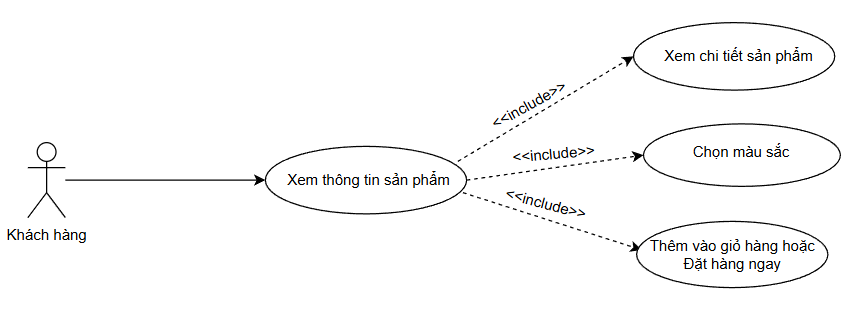 Xem chi tiết sản phẩm
<<include>>
Chọn màu sắc
<<include>>
Xem thông tin sản phẩm
<<include>>
Khách hàng
Thêm vào giỏ hàng hoặc
Đặt hàng ngay